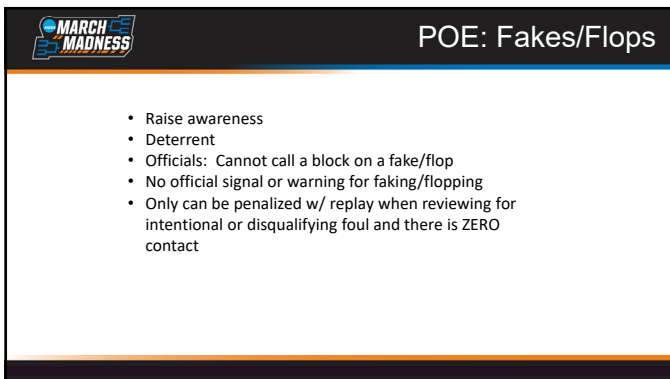 MARCH
MADNESS
POE: Fakes/Flops
• Raise awareness
• Deterrent
• Officials: Cannot call a block on a fake/flop
• No official signal or warning for faking/flopping
• Only can be penalized w/ replay when reviewing for
intentional or disqualifying foul and there is ZERO
contact